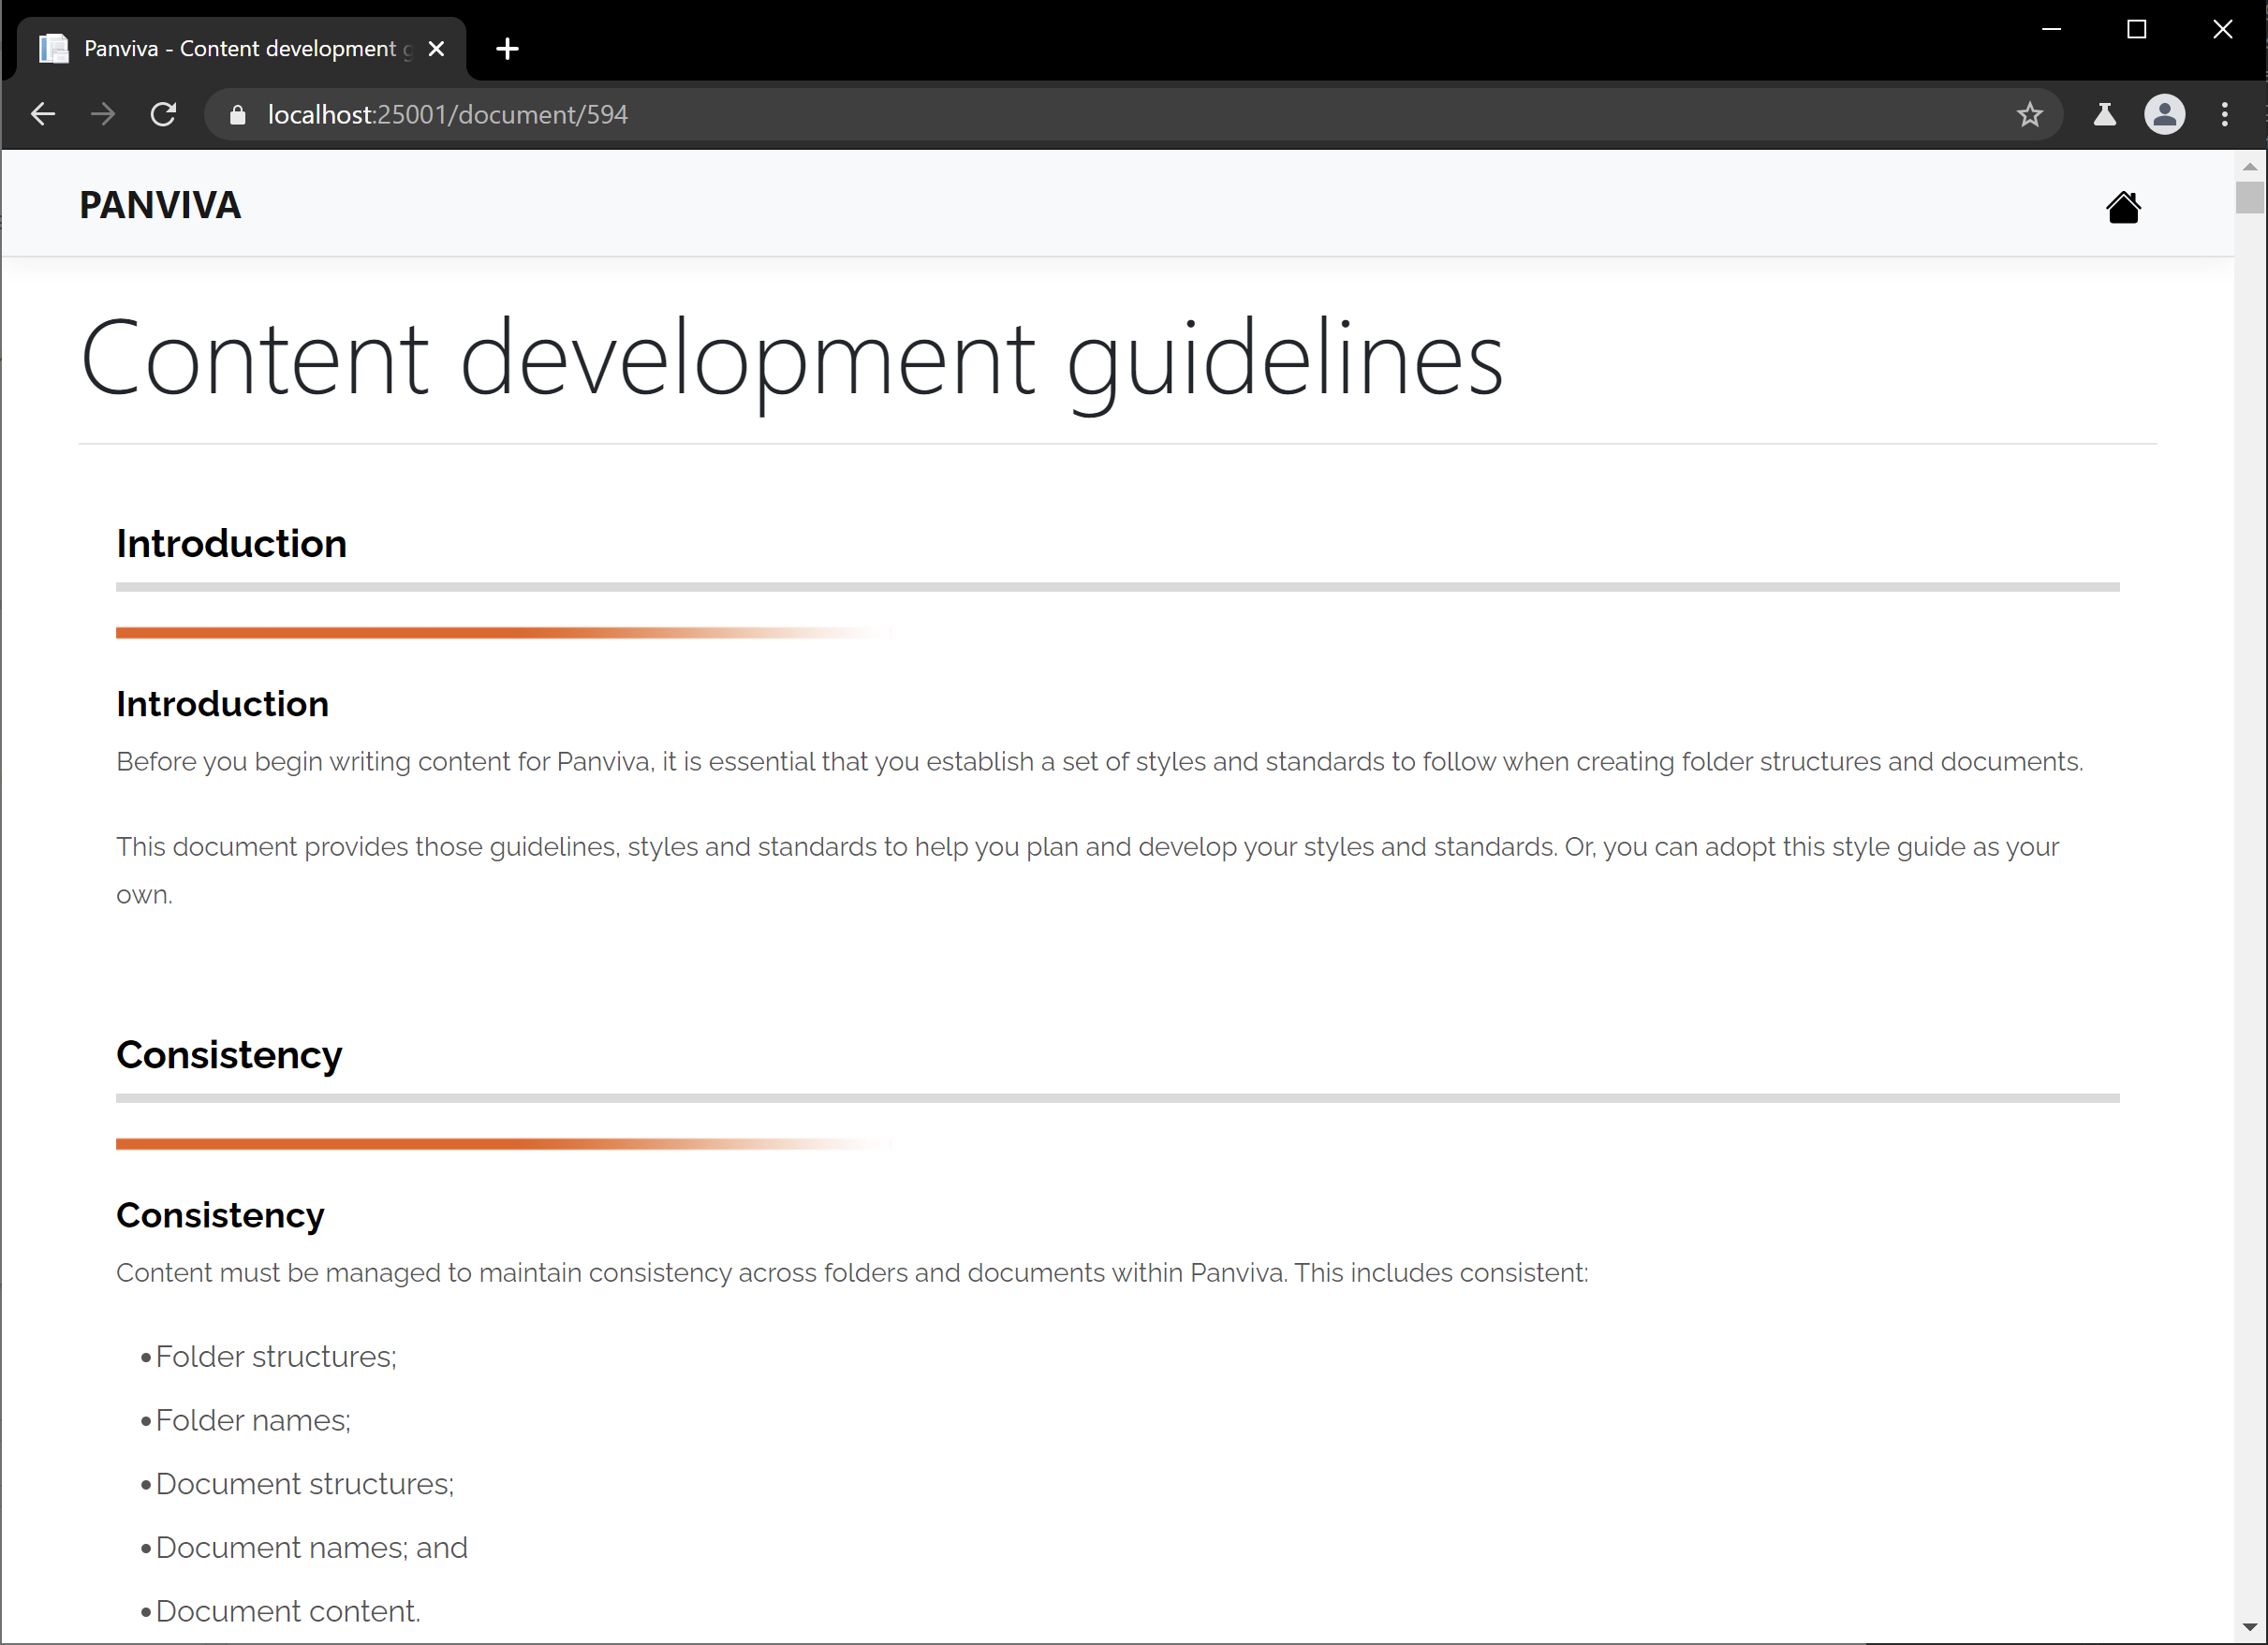 Panviva - Content development
localhost:25001/document/594
PANVIVA
Content development guidelines
Introduction
Introduction
Before you begin writing content for Panviva, it is essential that you establish a set of styles and standards to follow when creating folder structures and documents.
This document provides those guidelines, styles and standards to help you plan and develop your styles and standards. Or, you can adopt this style guide as your
own.
Consistency
Consistency
Content must be managed to maintain consistency across folders and documents within Panviva. This includes consistent:
•Folder structures;
•Folder names;
•Document structures;
•Document names; and
•Document content.